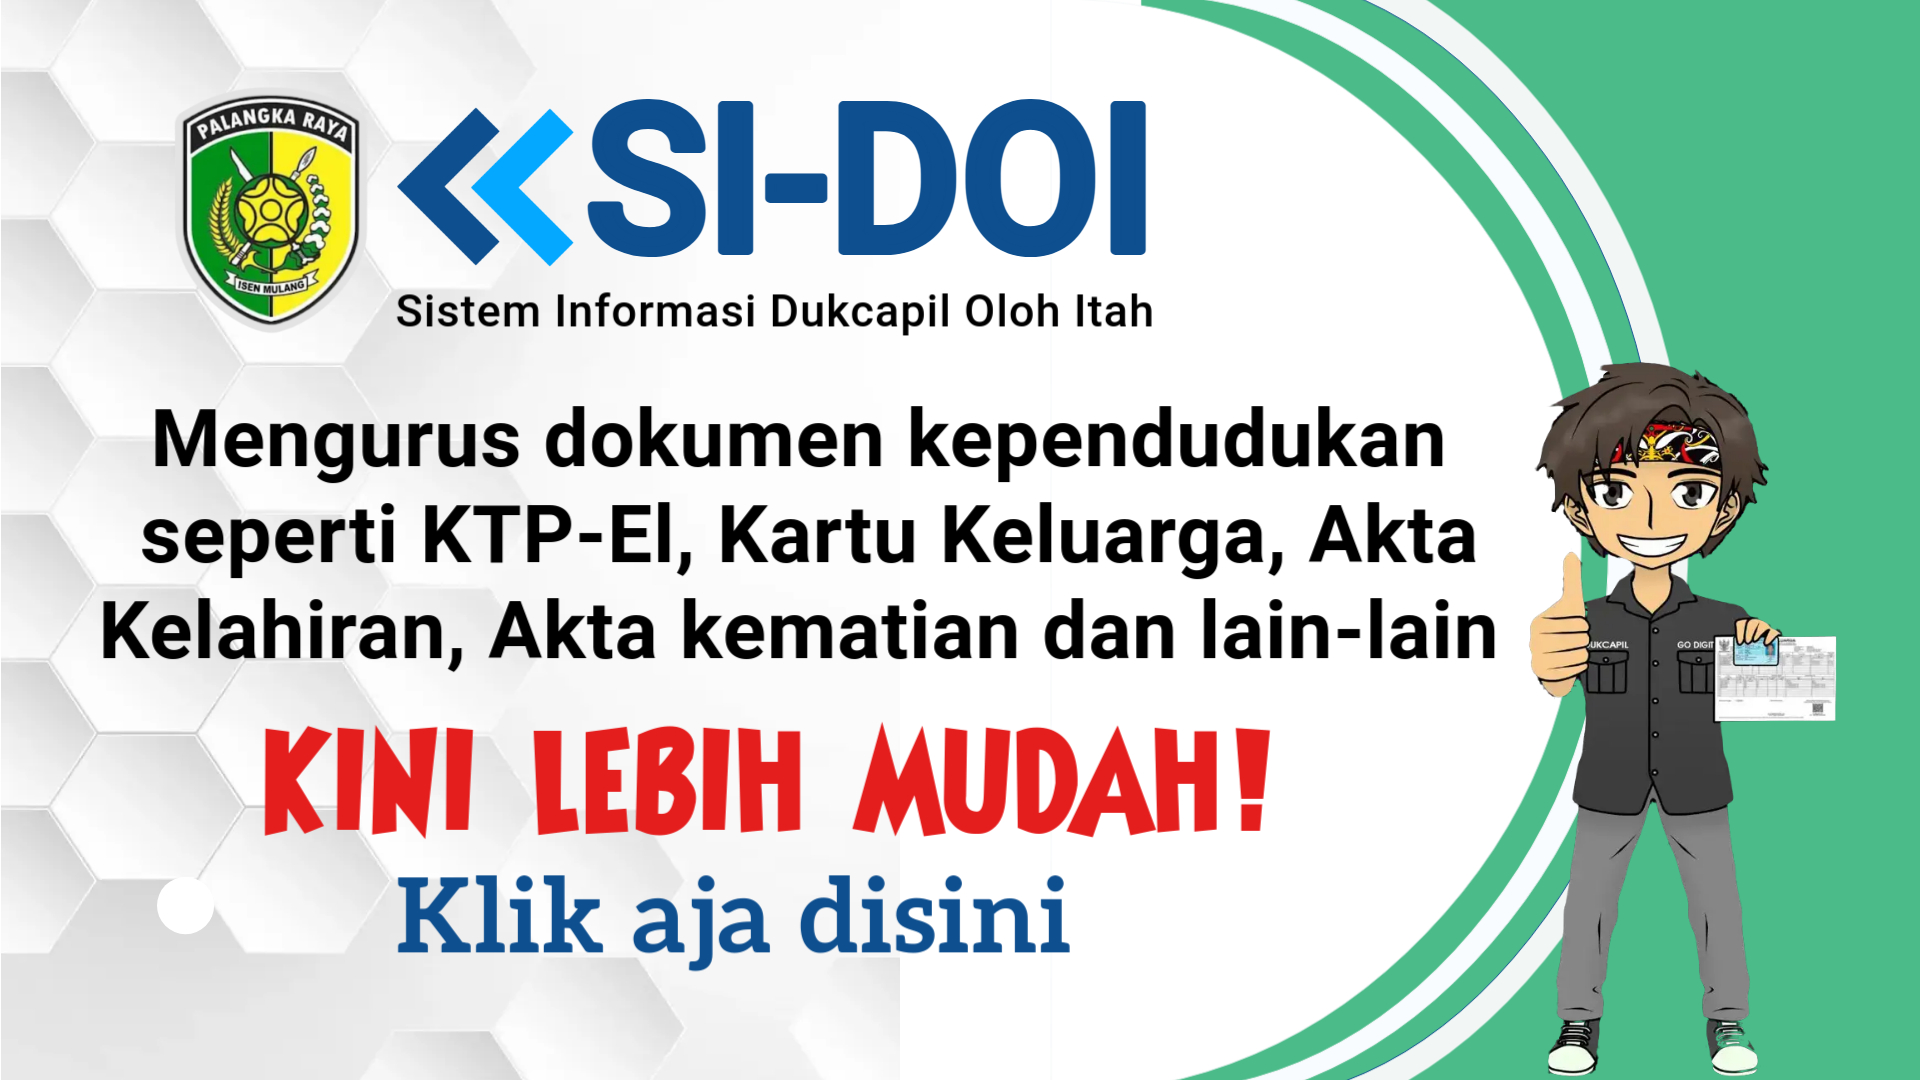 PALANGKA RAYA
ISEN MULANG
SI-DOI
Sistem Informasi Dukcapil Oloh Itah
Mengurus dokumen kependudukan
seperti KTP-El, Kartu Keluarga, Akta
Kelahiran, Akta kematian dan lain-lain
KINI LEBIH MUDAH!
Klik aja disini
UKCAPIL
GO DIGIT